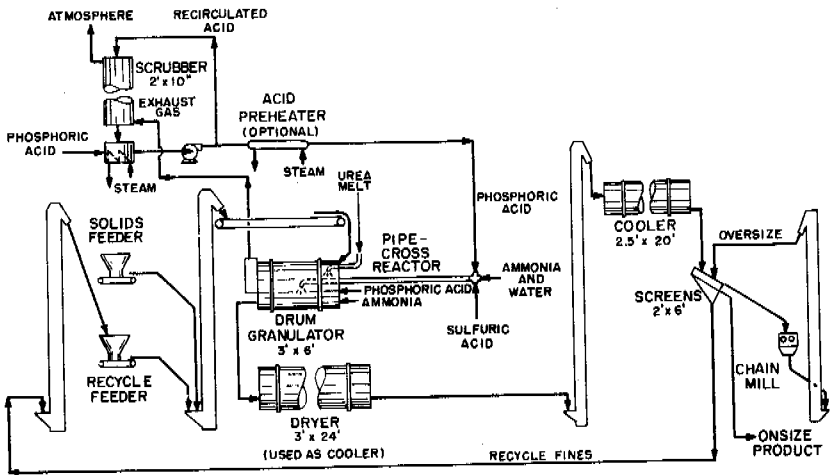 ATMOSPHERE
RECIRCULATED
ACID
SCRUBBER
2' x 10"
EXHAUST
GAS
ACID
PREHEATER
(OPTIONAL)
PHOSPHORIC
ACID
STEAM
STEAM
UREA
MELT
PHOSPHORIC
ACID
SOLIDS
FEEDER
PIPE-
CROSS
REACTOR
COOLER
2.5' x 20'
OVERSIZE
AMMONIA
AND
WATER
PHOSPHORIC ACID
AMMONIA
SCREENS
2' x 6'
DRUM
GRANULATOR
3' x 6'
SULFURIC
ACID
RECYCLE
FEEDER
CHAIN
MILL
DRYER
3' x 24'
(USED AS COOLER)
ONSIZE
PRODUCT
RECYCLE FINES